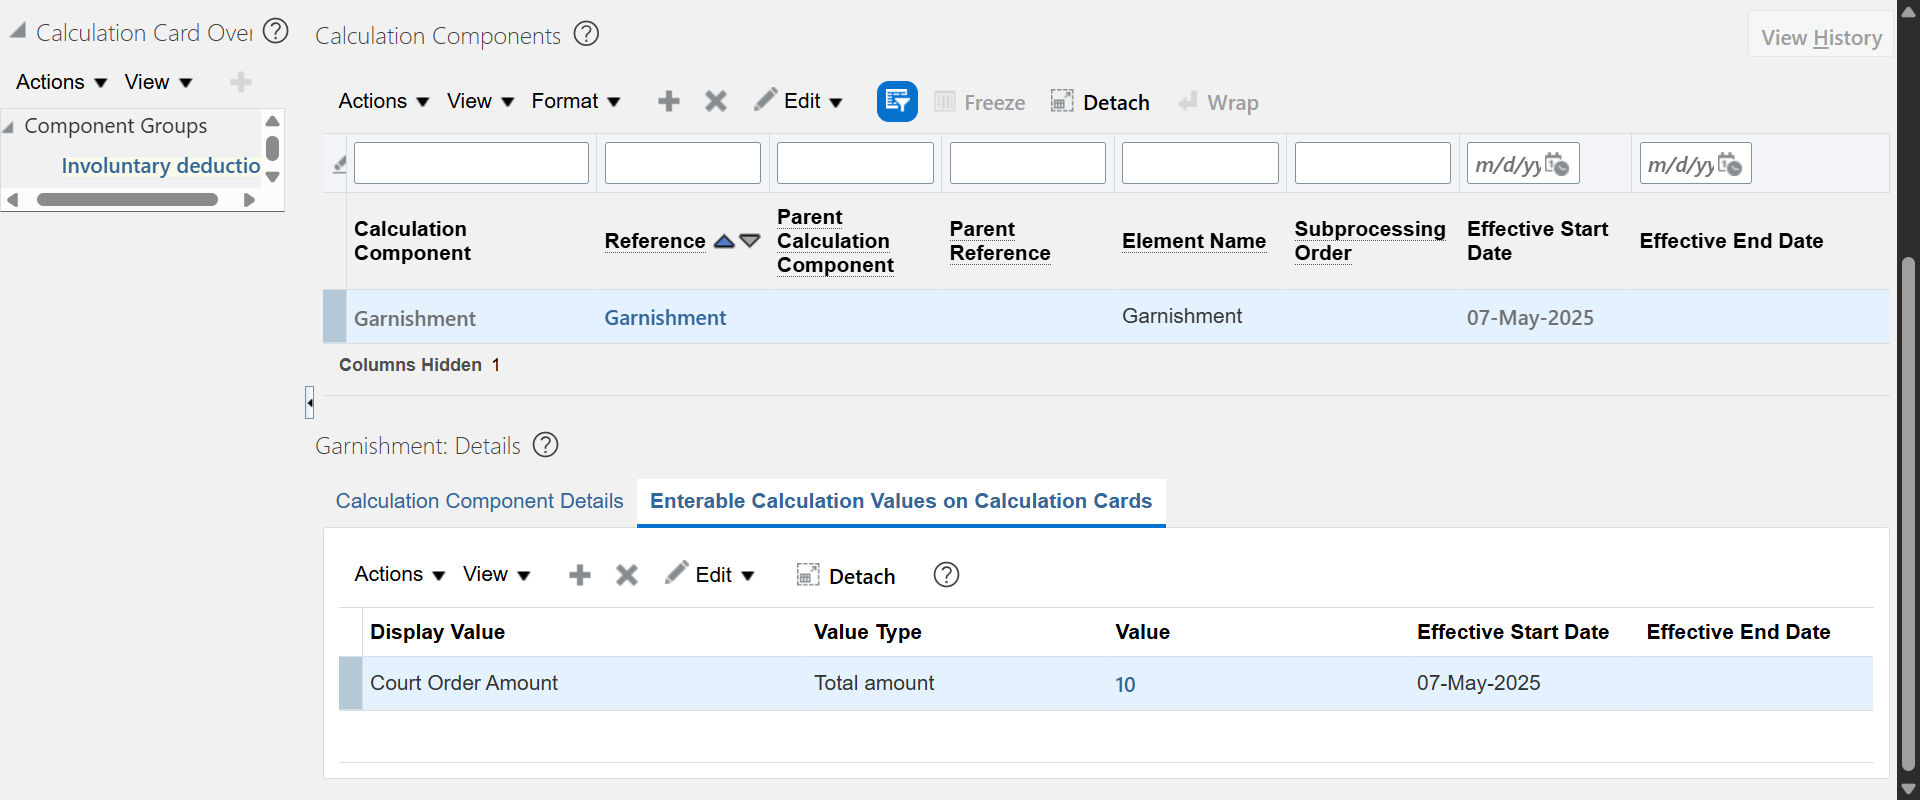 Calculation Card Over
Actions View
Component Groups
Involuntary deductio
Calculation Components
View History
Actions View Format Edit Freeze Detach Wrap
m/d/yy m/d/yy
Calculation Component Reference Parent Calculation Component Parent Reference Element Name Subprocessing Order Effective Start Date Effective End Date
Garnishment Garnishment Garnishment 07-May-2025
Columns Hidden 1
Garnishment: Details
Calculation Component Details Enterable Calculation Values on Calculation Cards
Actions View Edit Detach
Display Value Value Type Value Effective Start Date Effective End Date
Court Order Amount Total amount 10 07-May-2025